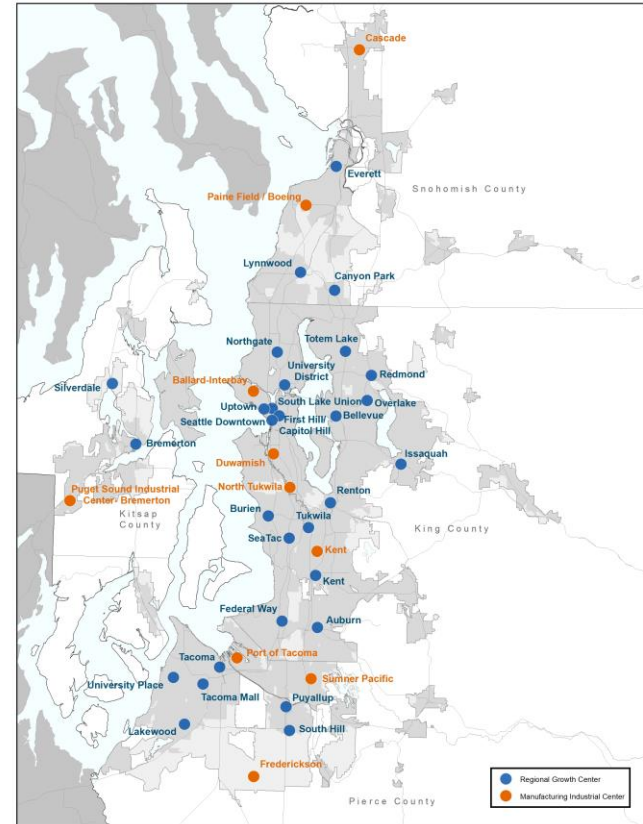 Cascade
Everett
Snohomish County
Paine Field / Boeing
Lynnwood
Canyon Park
Northgate
Totem Lake
University
District
Redmond
Silverdale
Ballard-Interbay
Uptown
South Lake Union
Overlake
Seattle Downtown
First Hill/
Capitol Hill
Bellevue
Bremerton
Duwamish
Issaquah
Puget Sound Industrial
Center- Bremerton
Kitsap
County
North Tukwila
Renton
Burien
Tukwila
King County
SeaTac
Kent
Kent
Federal Way
Auburn
Tacoma
Port of Tacoma
University Place
Tacoma Mall
Sumner Pacific
Puyallup
Lakewood
South Hill
Frederickson
Pierce County
Regional Growth Center
Manufacturing Industrial Center